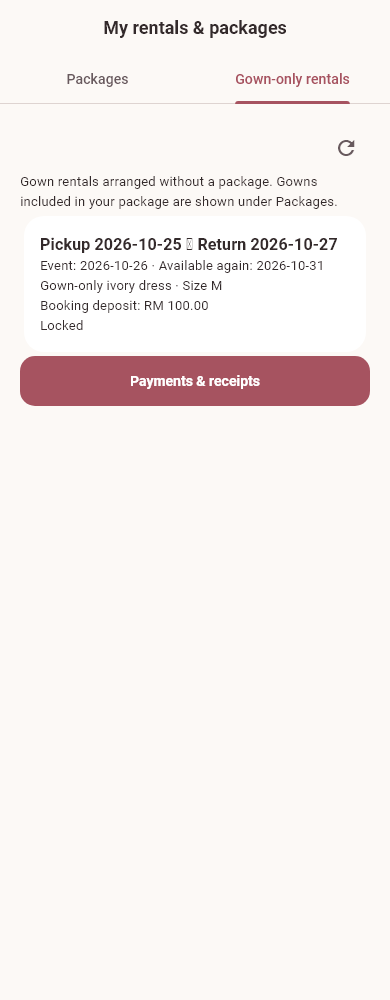 My rentals & packages
Packages
Gown-only rentals
Gown rentals arranged without a package. Gowns
included in your package are shown under Packages.
Pickup 2026-10-25 Return 2026-10-27
Event: 2026-10-26 · Available again: 2026-10-31
Gown-only ivory dress · Size M
Booking deposit: RM 100.00
Locked
Payments & receipts